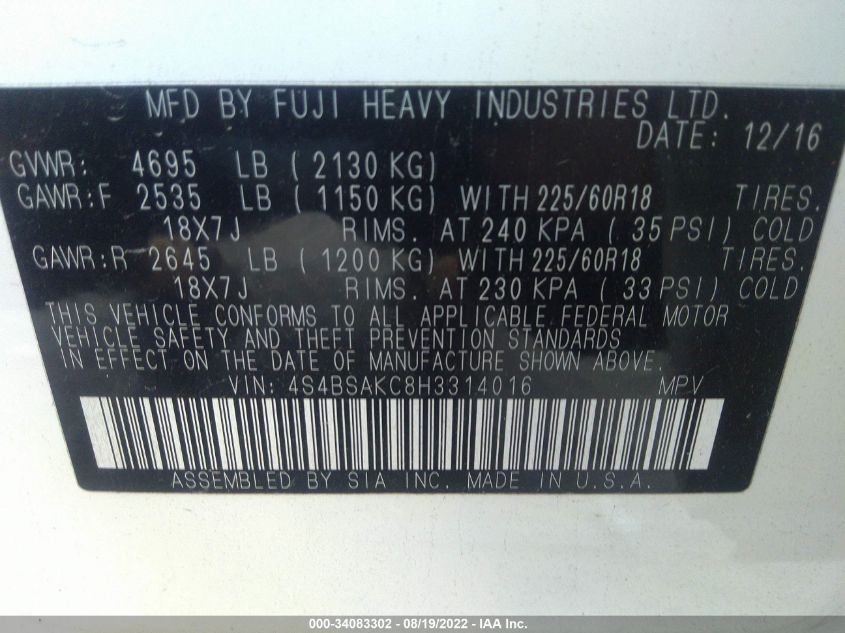 MFD BY FUJI HEAVY INDUSTRIES LTD.
DATE: 12/16
GVWR: 4695 LB ( 2130 KG)
GAWR:F 2535 LB ( 1150 KG) WITH 225/60R18 TIRES.
18X7J RIMS. AT 240 KPA ( 35 PSI) COLD
GAWR:R 2645 LB ( 1200 KG) WITH 225/60R18 TIRES.
18X7J RIMS. AT 230 KPA ( 33 PSI) COLD
THIS VEHICLE CONFORMS TO ALL APPLICABLE FEDERAL MOTOR
VEHICLE SAFETY AND THEFT PREVENTION STANDARDS
IN EFFECT ON THE DATE OF MANUFACTURE SHOWN ABOVE.
VIN: 4S4BSAKC8H3314016 MPV
ASSEMBLED BY SIA INC. MADE IN U.S.A.
000-34083302 - 08/19/2022 - IAA Inc.